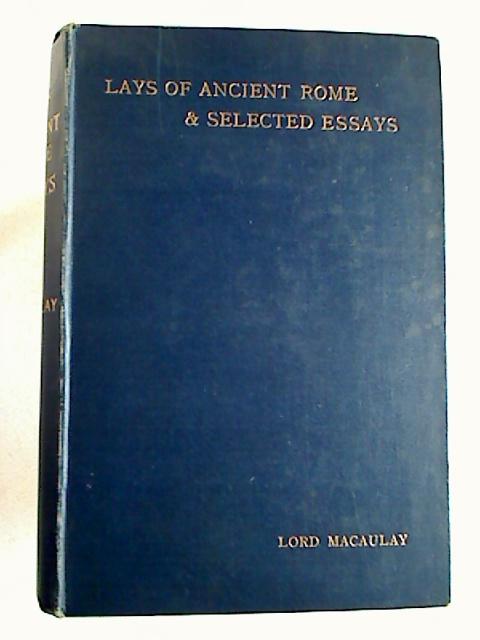 LAYS OF ANCIENT ROME
& SELECTED ESSAYS
LORD MACAULAY